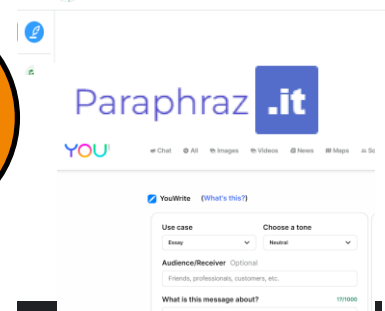 Paraphraz .it
YOU
Chat All Images Videos News Maps
YouWrite (What's this?)
Use case Choose a tone
Essay Neutral
Audience/Receiver Optional
Friends, professionals, customers, etc.
What is this message about? 17/1000